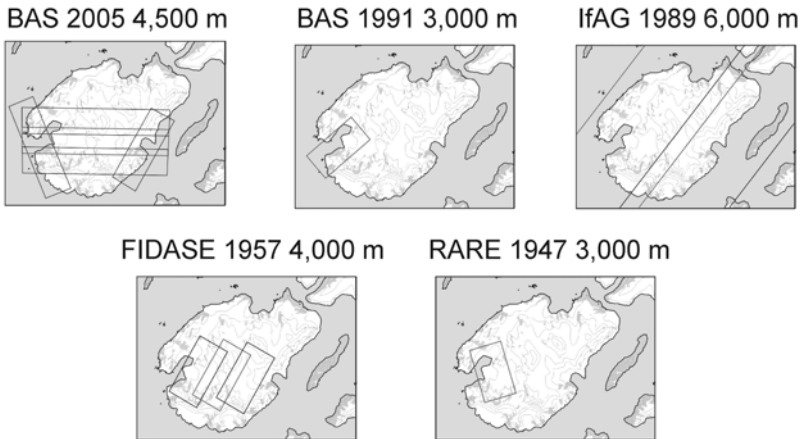 BAS 2005 4,500 m
BAS 1991 3,000 m
IfAG 1989 6,000 m
FIDASE 1957 4,000 m
RARE 1947 3,000 m